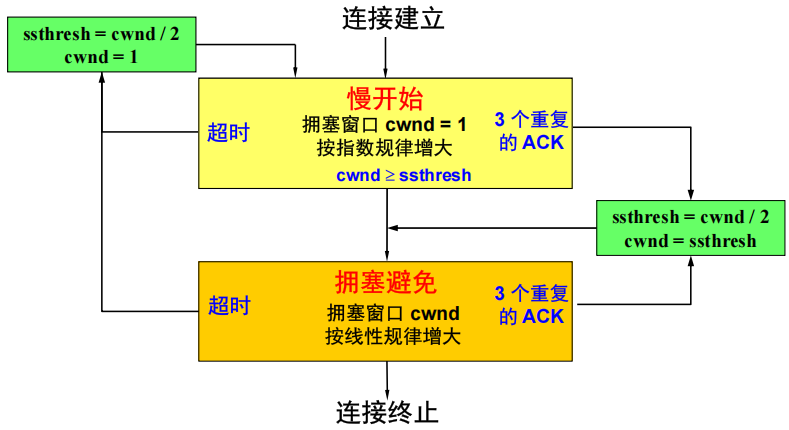 连接建立
ssthresh = cwnd / 2
cwnd = 1
慢开始
拥塞窗口 cwnd = 1
按指数规律增大
cwnd ≥ ssthresh
超时
3 个重复
的 ACK
ssthresh = cwnd / 2
cwnd = ssthresh
拥塞避免
拥塞窗口 cwnd
按线性规律增大
超时
3 个重复
的 ACK
连接终止